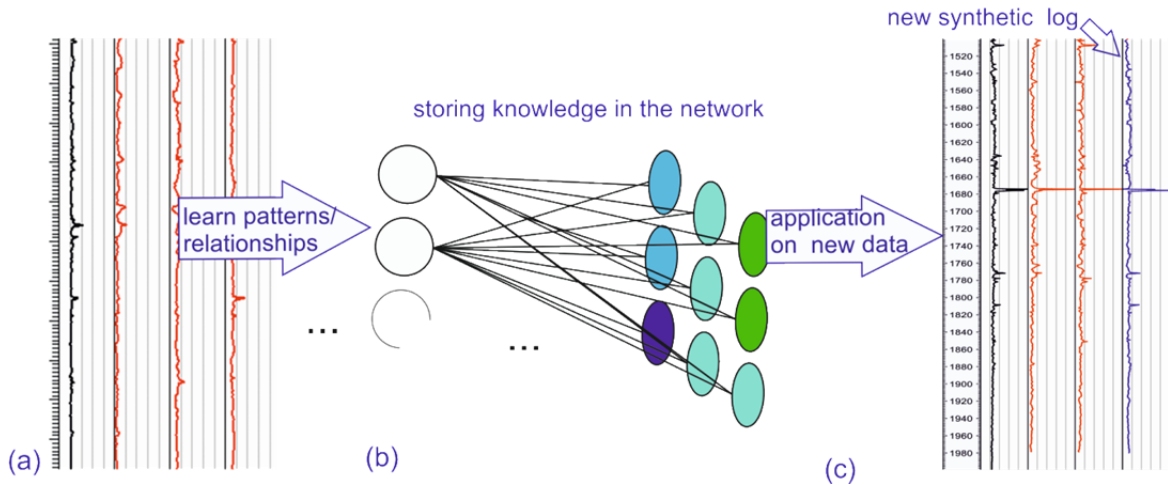 new synthetic log
storing knowledge in the network
learn patterns/
relationships
application
on new data
...
...
1520
1540
1560
1580
1600
1620
1640
1660
1680
1700
1720
1740
1760
1780
1800
1820
1840
1860
1880
1900
1920
1940
1960
1980
(a)
(b)
(c)